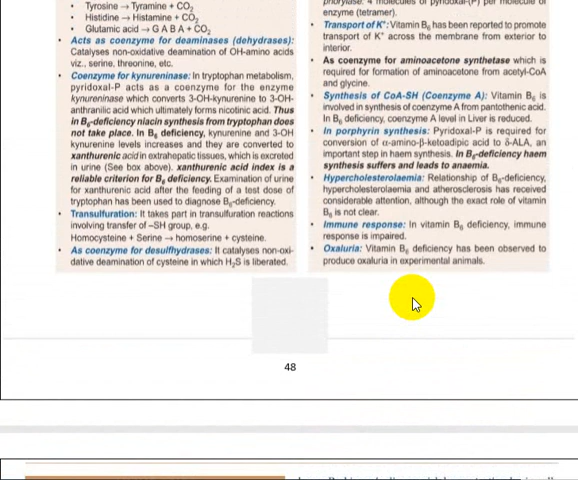 • Tyrosine → Tyramine + CO₂
• Histidine → Histamine + CO₂
• Glutamic acid → G A B A + CO₂
• Acts as coenzyme for deaminases (dehydrases):
Catalyses non-oxidative deamination of OH-amino acids
viz., serine, threonine, etc.
• Coenzyme for kynureninase: In tryptophan metabolism,
pyridoxal-P acts as a coenzyme for the enzyme
kynureninase which converts 3-OH-kynurenine to 3-OH-
anthranilic acid which ultimately forms nicotinic acid. Thus
in B₆-deficiency niacin synthesis from tryptophan does
not take place. In B₆ deficiency, kynurenine and 3-OH
kynurenine levels increases and they are converted to
xanthurenic acid in extrahepatic tissues, which is excreted
in urine (See box above). xanthurenic acid index is a
reliable criterion for B₆ deficiency. Examination of urine
for xanthurenic acid after the feeding of a test dose of
tryptophan has been used to diagnose B₆-deficiency.
• Transulfuration: It takes part in transulfuration reactions
involving transfer of –SH group, e.g.
Homocysteine + Serine → homoserine + cysteine.
• As coenzyme for desulfhydrases: It catalyses non-oxi-
dative deamination of cysteine in which H₂S is liberated.
phorylase: 4 molecules of pyridoxal-(P) per molecule of
enzyme (tetramer).
• Transport of K⁺: Vitamin B₆ has been reported to promote
transport of K⁺ across the membrane from exterior to
interior.
• As coenzyme for aminoacetone synthetase which is
required for formation of aminoacetone from acetyl-CoA
and glycine.
• Synthesis of CoA-SH (Coenzyme A): Vitamin B₆ is
involved in synthesis of coenzyme A from pantothenic acid.
In B₆ deficiency, coenzyme A level in Liver is reduced.
• In porphyrin synthesis: Pyridoxal-P is required for
conversion of α-amino-β-ketoadipic acid to δ-ALA, an
important step in haem synthesis. In B₆-deficiency haem
synthesis suffers and leads to anaemia.
• Hypercholesterolaemia: Relationship of B₆-deficiency,
hypercholesterolaemia and atherosclerosis has received
considerable attention, although the exact role of vitamin
B₆ is not clear.
• Immune response: In vitamin B₆ deficiency, immune
response is impaired.
• Oxaluria: Vitamin B₆ deficiency has been observed to
produce oxaluria in experimental animals.
48